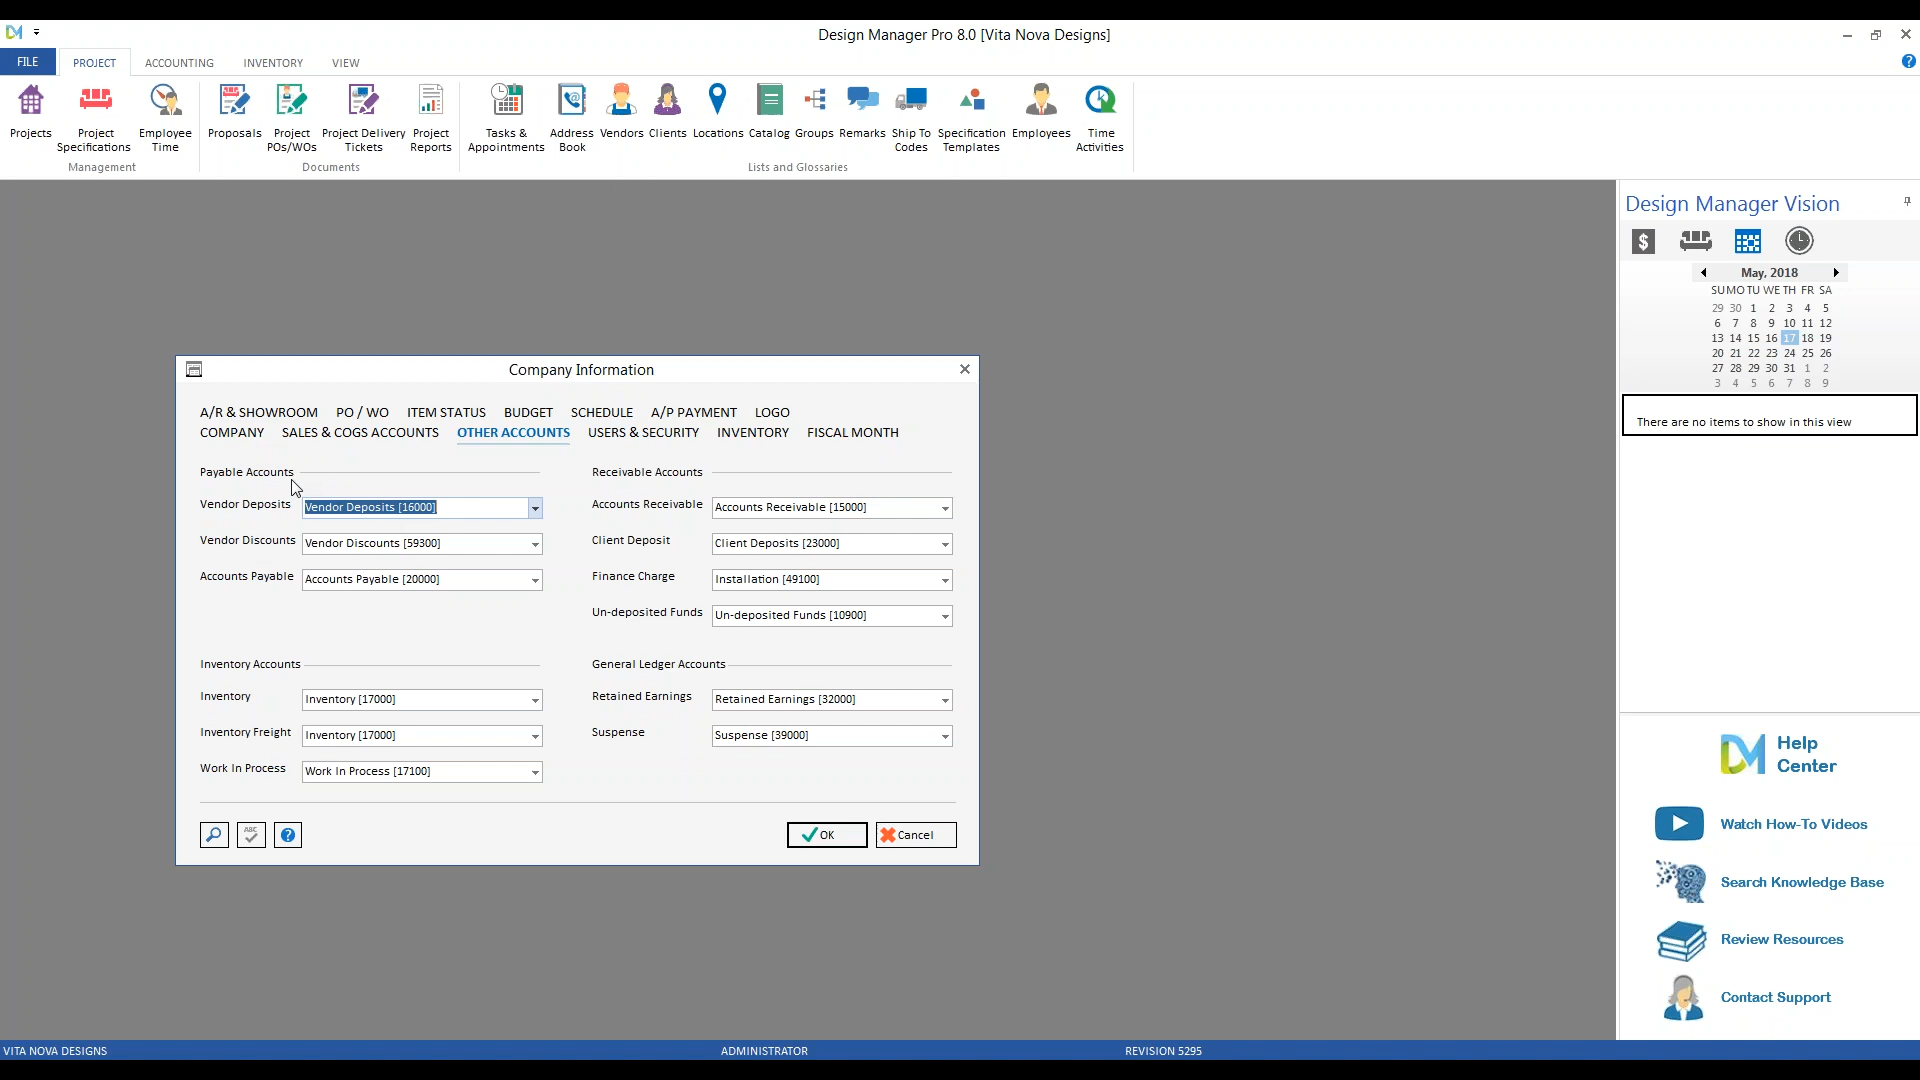 Design Manager Pro 8.0 [Vita Nova Designs]
FILE PROJECT ACCOUNTING INVENTORY VIEW
Projects
Project Specifications
Employee Time
Management
Proposals
Project POs/WOs
Project Delivery Tickets
Project Reports
Documents
Tasks & Appointments
Address Book
Vendors
Clients
Locations
Catalog
Groups
Remarks
Ship To Codes
Specification Templates
Employees
Time Activities
Lists and Glossaries
Company Information
A/R & SHOWROOM PO / WO ITEM STATUS BUDGET SCHEDULE A/P PAYMENT LOGO
COMPANY SALES & COGS ACCOUNTS OTHER ACCOUNTS USERS & SECURITY INVENTORY FISCAL MONTH
Payable Accounts
Vendor Deposits Vendor Deposits [16000]
Vendor Discounts Vendor Discounts [59300]
Accounts Payable Accounts Payable [20000]
Receivable Accounts
Accounts Receivable Accounts Receivable [15000]
Client Deposit Client Deposits [23000]
Finance Charge Installation [49100]
Un-deposited Funds Un-deposited Funds [10900]
Inventory Accounts
Inventory Inventory [17000]
Inventory Freight Inventory [17000]
Work In Process Work In Process [17100]
General Ledger Accounts
Retained Earnings Retained Earnings [32000]
Suspense Suspense [39000]
ABC
?
OK
Cancel
Design Manager Vision
$
May, 2018
SU MO TU WE TH FR SA
29 30 1 2 3 4 5
6 7 8 9 10 11 12
13 14 15 16 17 18 19
20 21 22 23 24 25 26
27 28 29 30 31 1 2
3 4 5 6 7 8 9
There are no items to show in this view
DM Help Center
Watch How-To Videos
Search Knowledge Base
Review Resources
Contact Support
VITA NOVA DESIGNS ADMINISTRATOR REVISION 5295